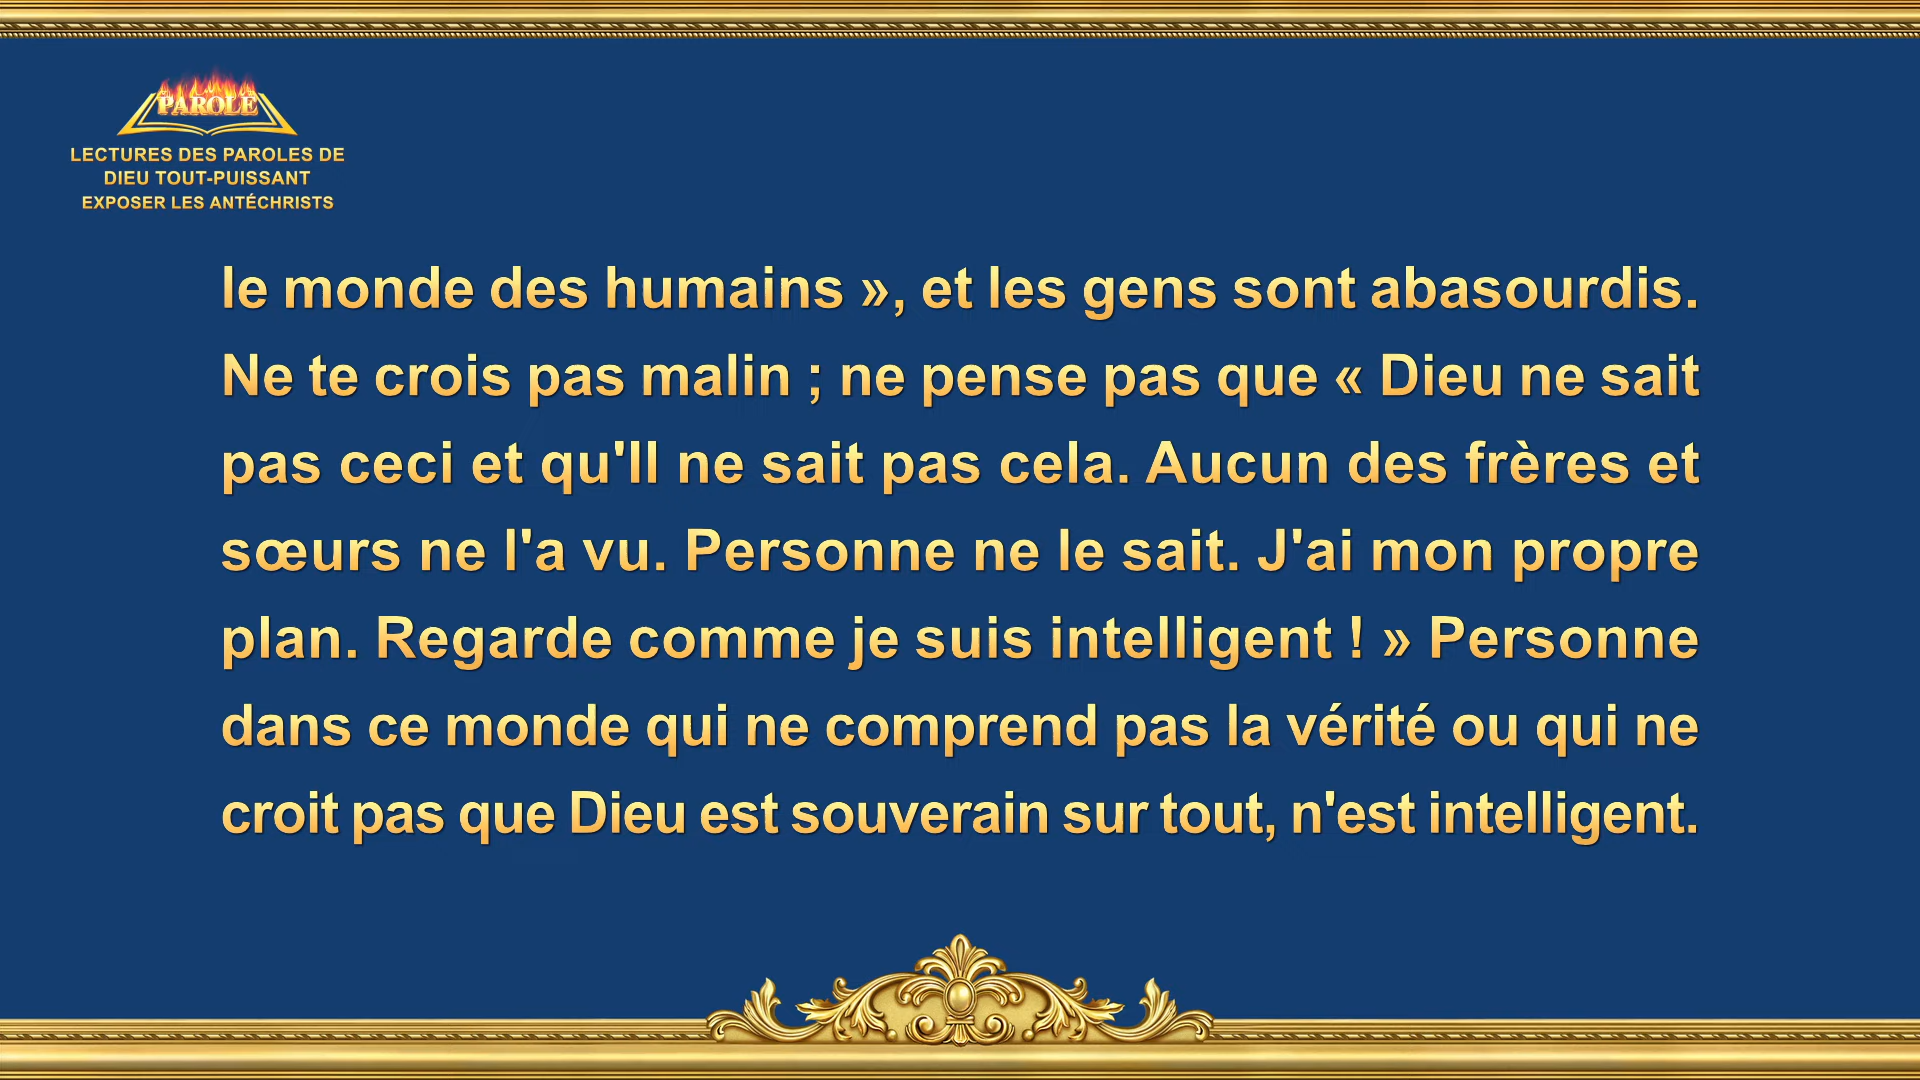 PAROLE
LECTURES DES PAROLES DE
DIEU TOUT-PUISSANT
EXPOSER LES ANTÉCHRISTS
le monde des humains », et les gens sont abasourdis.
Ne te crois pas malin ; ne pense pas que « Dieu ne sait
pas ceci et qu'Il ne sait pas cela. Aucun des frères et
sœurs ne l'a vu. Personne ne le sait. J'ai mon propre
plan. Regarde comme je suis intelligent ! » Personne
dans ce monde qui ne comprend pas la vérité ou qui ne
croit pas que Dieu est souverain sur tout, n'est intelligent.